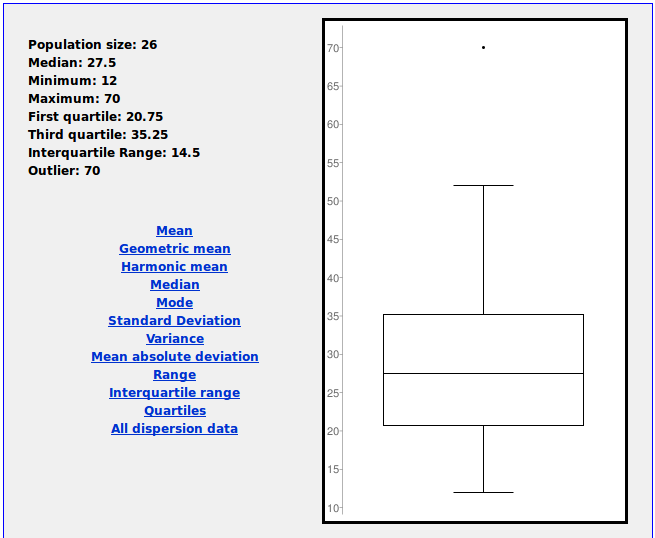 Population size: 26
Median: 27.5
Minimum: 12
Maximum: 70
First quartile: 20.75
Third quartile: 35.25
Interquartile Range: 14.5
Outlier: 70
Mean
Geometric mean
Harmonic mean
Median
Mode
Standard Deviation
Variance
Mean absolute deviation
Range
Interquartile range
Quartiles
All dispersion data
70
65
60
55
50
45
40
35
30
25
20
15
10